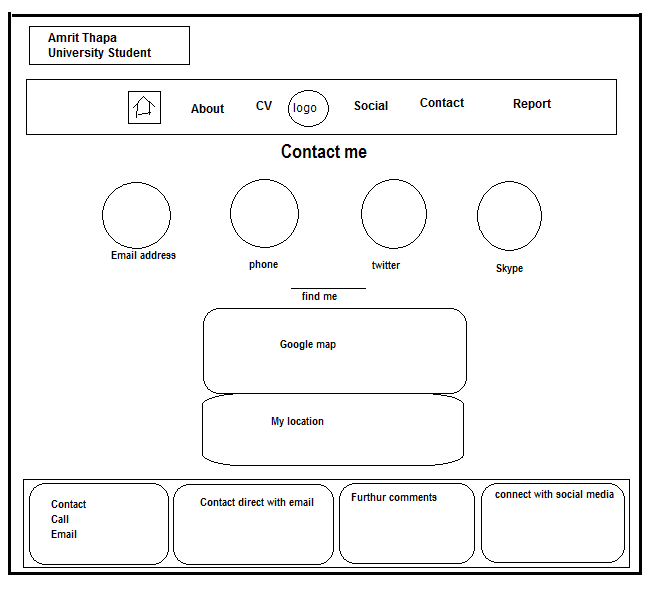 Amrit Thapa
University Student
About CV logo Social Contact Report
Contact me
Email address phone twitter Skype
find me
Google map
My location
Contact
Call
Email
Contact direct with email
Furthur comments
connect with social media